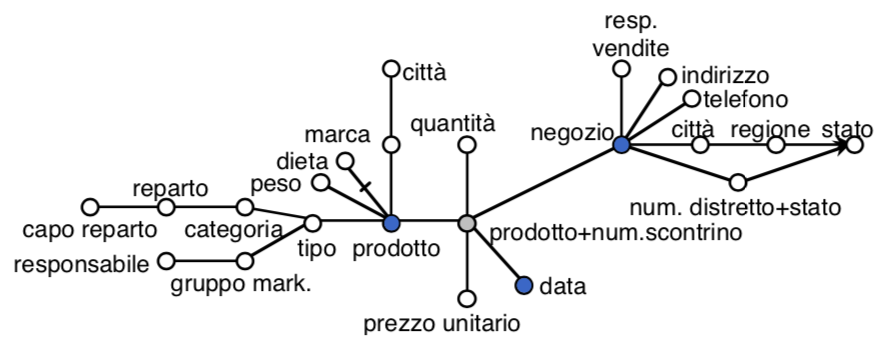 resp.
vendite
città
indirizzo
telefono
quantità
marca
negozio
città
regione
stato
dieta
peso
reparto
num. distretto+stato
capo reparto
categoria
tipo
prodotto
prodotto+num.scontrino
responsabile
gruppo mark.
data
prezzo unitario